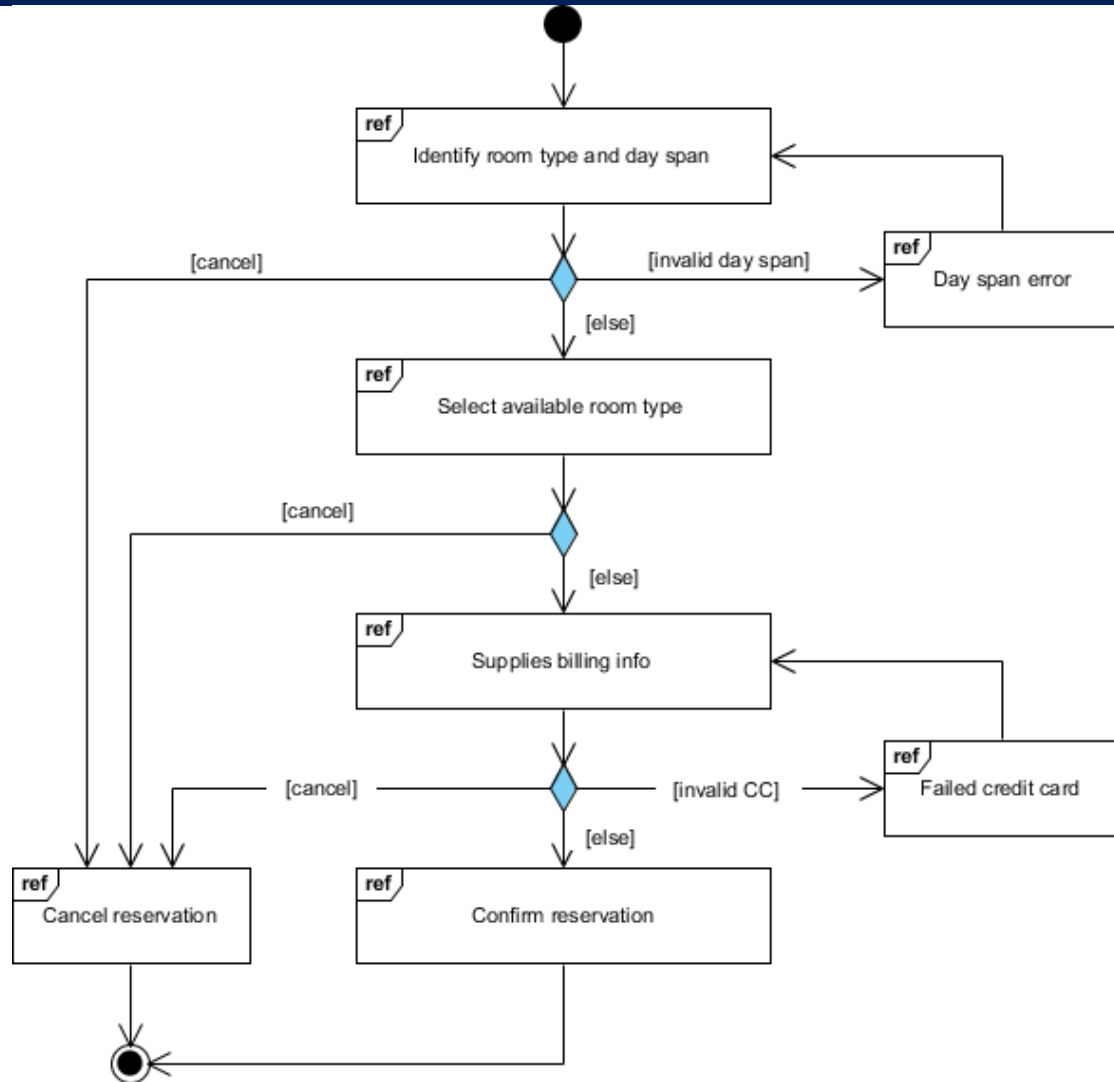 ref
Identify room type and day span
[cancel]
[invalid day span]
ref
Day span error
[else]
ref
Select available room type
[cancel]
[else]
ref
Supplies billing info
[cancel]
[invalid CC]
ref
Failed credit card
[else]
ref
Cancel reservation
ref
Confirm reservation